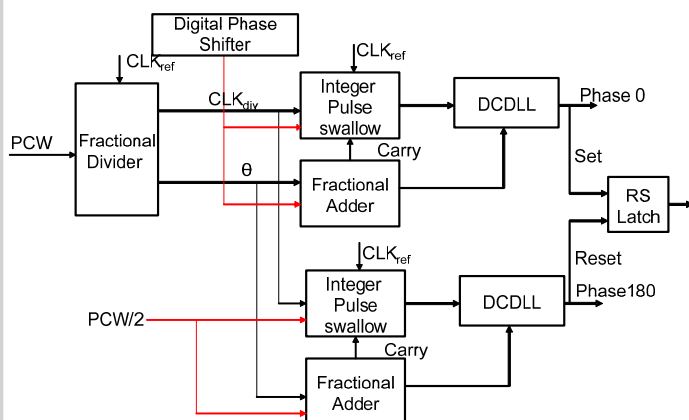 Digital Phase
Shifter
CLKref
CLKref
Integer
Pulse
swallow
CLKdiv
DCDLL
Phase 0
PCW
Fractional
Divider
Carry
Set
θ
Fractional
Adder
RS
Latch
CLKref
Reset
Integer
Pulse
swallow
DCDLL
Phase180
PCW/2
Carry
Fractional
Adder